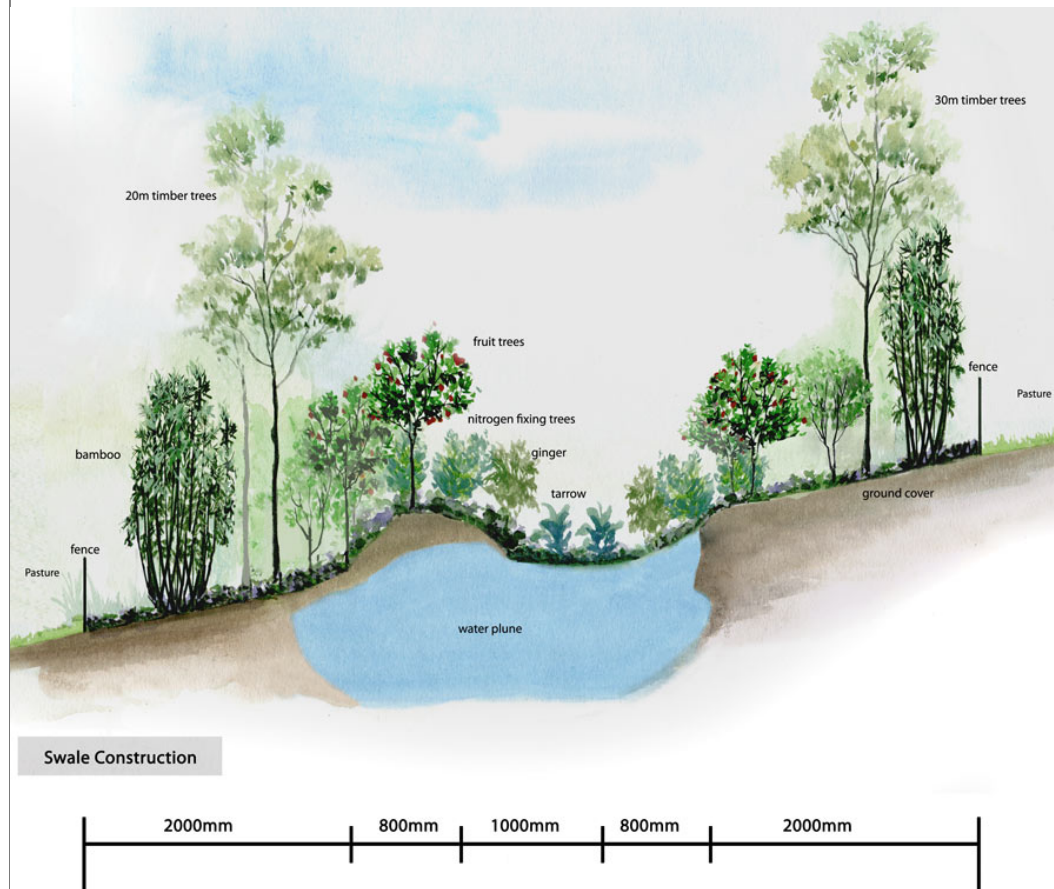 30m timber trees
20m timber trees
fruit trees
fence
Pasture
nitrogen fixing trees
bamboo
ginger
tarrow
ground cover
fence
Pasture
water plune
Swale Construction
2000mm 800mm 1000mm 800mm 2000mm